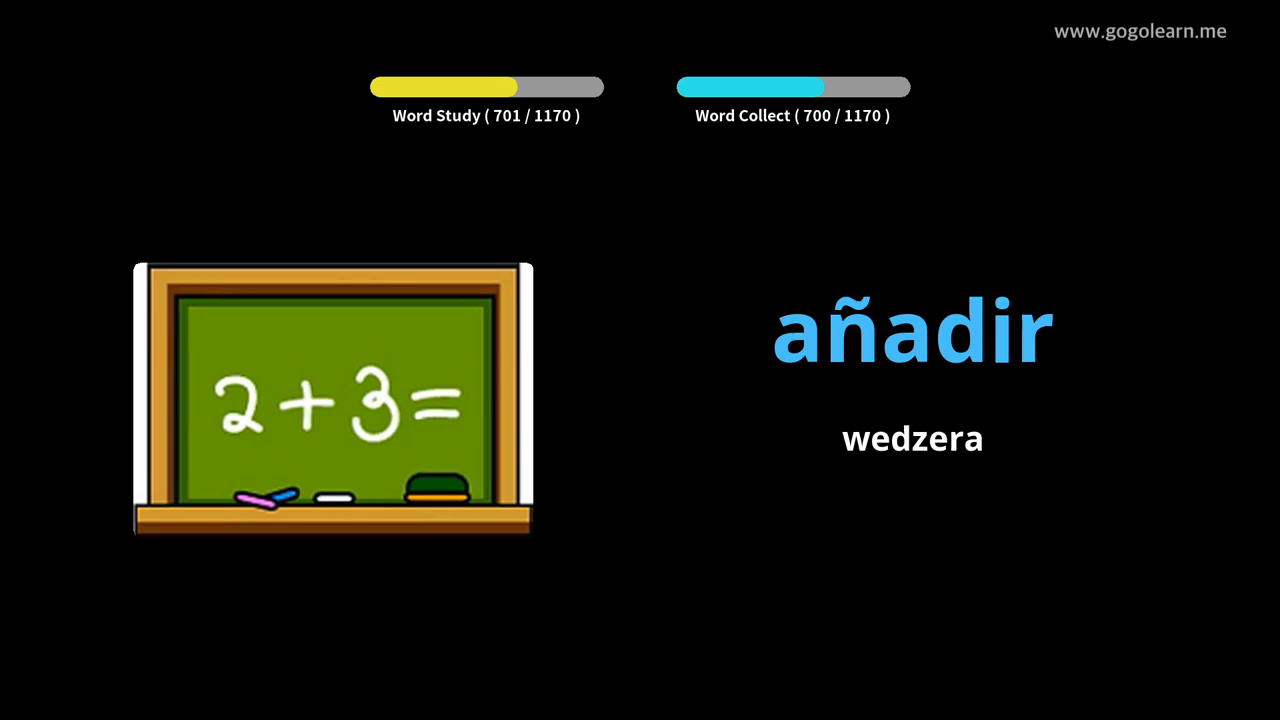 www.gogolearn.me
Word Study ( 701 / 1170 )
Word Collect ( 700 / 1170 )
2 + 3 =
añadir
wedzera